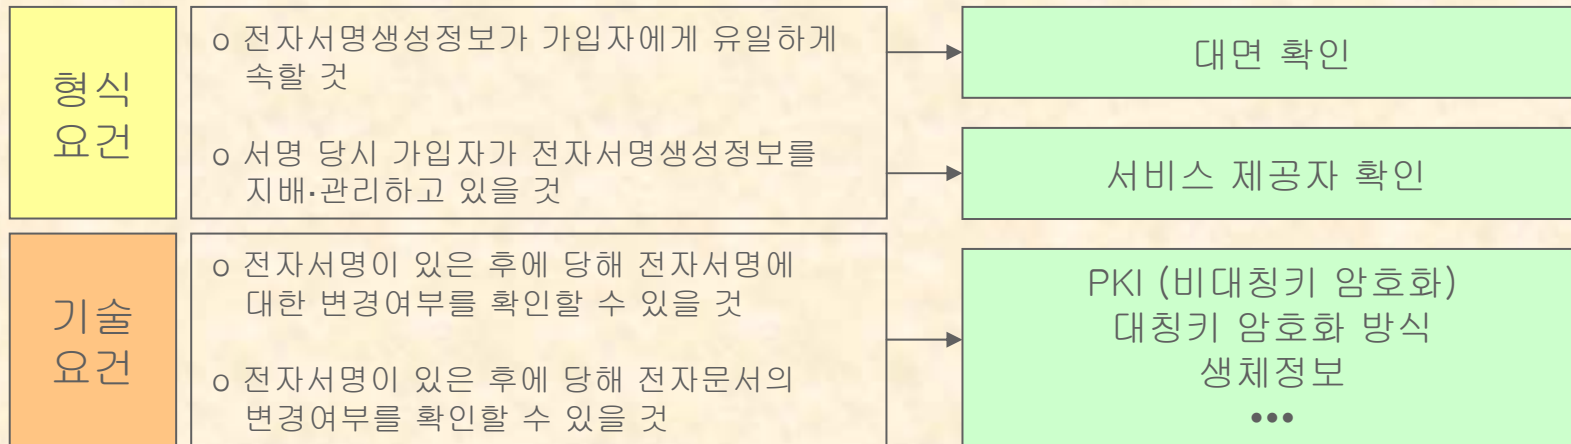 형식
요건
o 전자서명생성정보가 가입자에게 유일하게
속할 것
o 서명 당시 가입자가 전자서명생성정보를
지배·관리하고 있을 것
대면 확인
서비스 제공자 확인
기술
요건
o 전자서명이 있은 후에 당해 전자서명에
대한 변경여부를 확인할 수 있을 것
o 전자서명이 있은 후에 당해 전자문서의
변경여부를 확인할 수 있을 것
PKI (비대칭키 암호화)
대칭키 암호화 방식
생체정보
•••